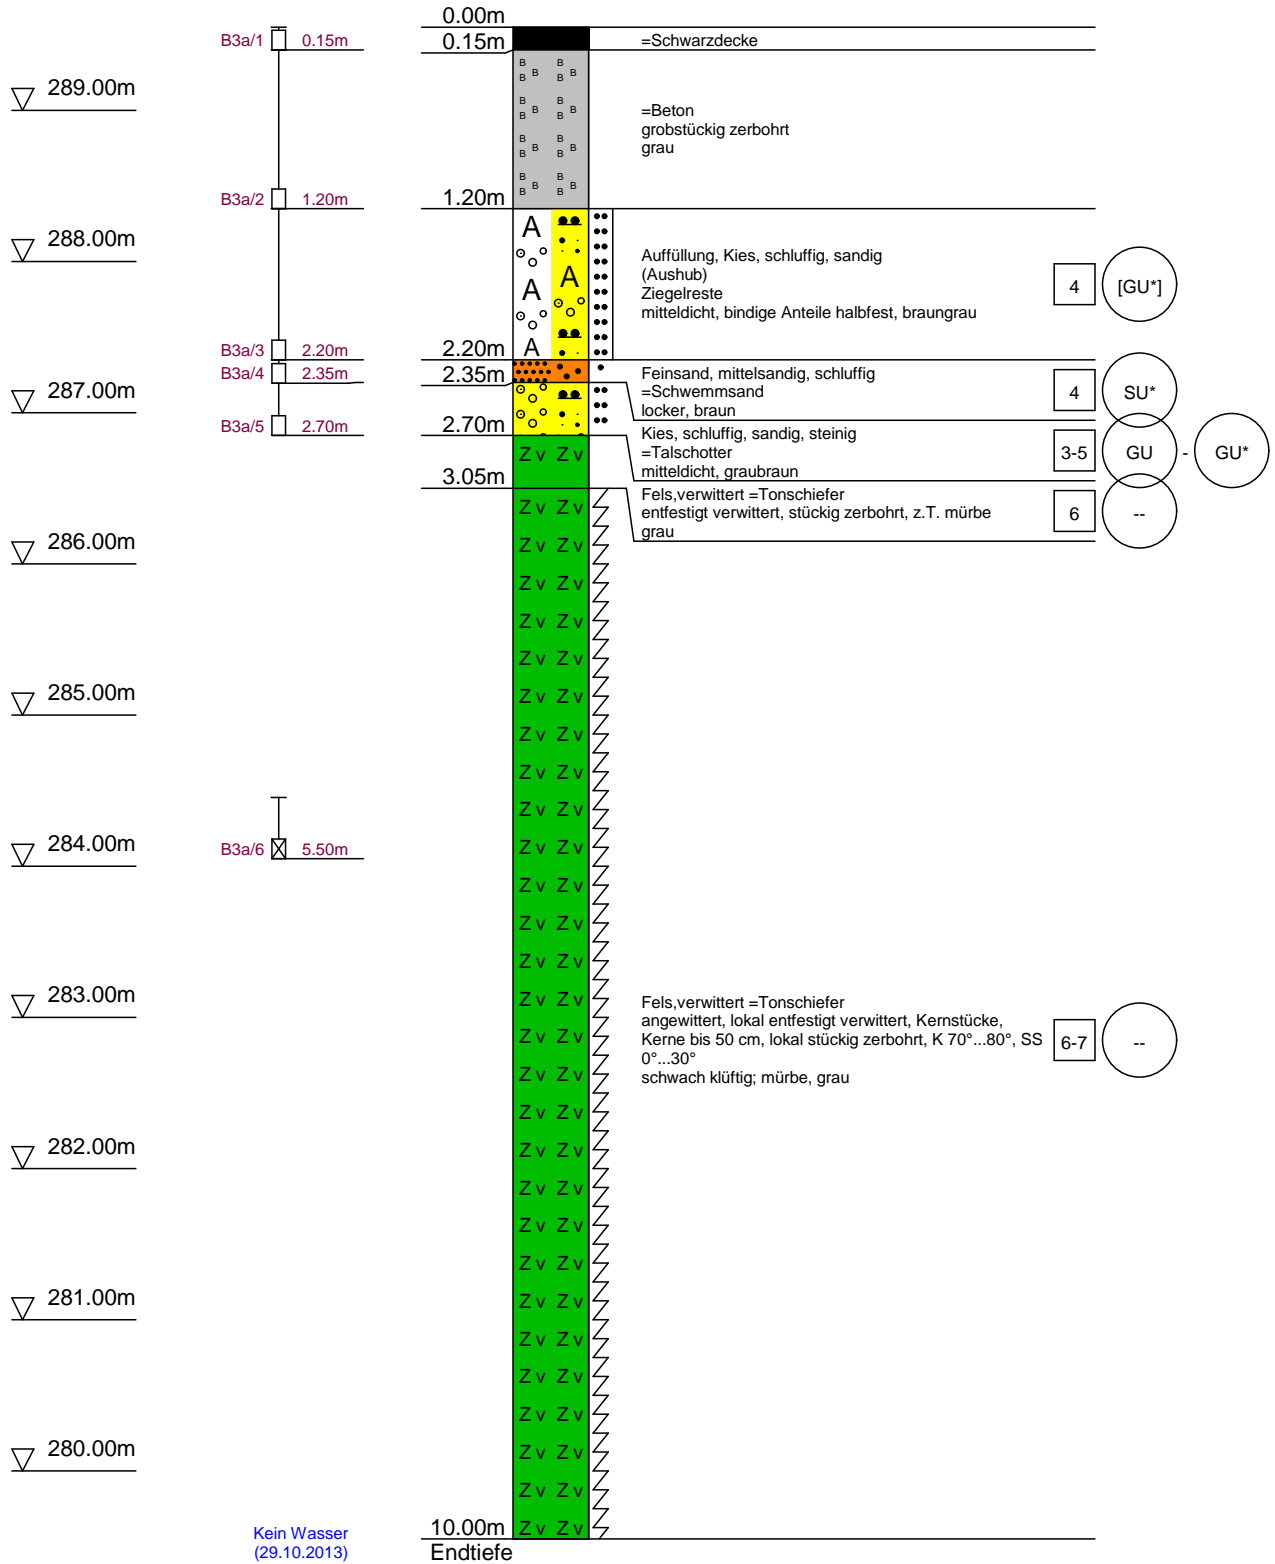 0.00m
B3a/1 0.15m
0.15m
=Schwarzdecke
B B B B B B
B B B B B B
B B B B B B
B B B B B B
289.00m
=Beton
grobstückig zerbohrt
grau
B3a/2 1.20m
1.20m
288.00m
A
A
A
A
Auffüllung, Kies, schluffig, sandig
(Aushub)
Ziegelreste
mitteldicht, bindige Anteile halbfest, braungrau
4 [GU*]
B3a/3 2.20m
2.20m
B3a/4 2.35m
2.35m
287.00m
Feinsand, mittelsandig, schluffig
=Schwemmsand
locker, braun
4 SU*
B3a/5 2.70m
2.70m
Kies, schluffig, sandig, steinig
=Talschotter
mitteldicht, graubraun
3-5 GU - GU*
Z v Z v
3.05m
Fels,verwittert =Tonschiefer
entfestigt verwittert, stückig zerbohrt, z.T. mürbe
grau
6 --
Z v Z v
286.00m
Z v Z v
Z v Z v
Z v Z v
Z v Z v
285.00m
Z v Z v
Z v Z v
Z v Z v
Z v Z v
284.00m
Z v Z v
B3a/6 5.50m
Z v Z v
Z v Z v
Z v Z v
283.00m
Z v Z v
Fels,verwittert =Tonschiefer
angewittert, lokal entfestigt verwittert, Kernstücke,
Kerne bis 50 cm, lokal stückig zerbohrt, K 70°...80°, SS
0°...30°
schwach klüftig; mürbe, grau
6-7 --
Z v Z v
Z v Z v
Z v Z v
282.00m
Z v Z v
Z v Z v
Z v Z v
Z v Z v
281.00m
Z v Z v
Z v Z v
Z v Z v
Z v Z v
280.00m
Z v Z v
Z v Z v
Z v Z v
Kein Wasser
(29.10.2013)
10.00m
Endtiefe